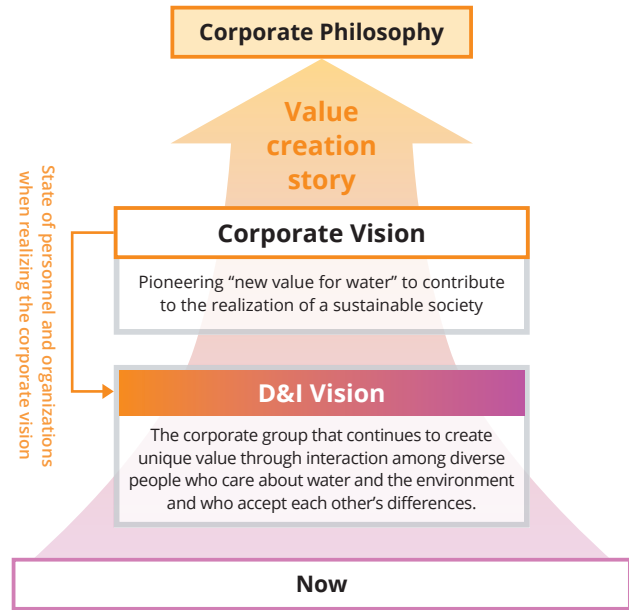 Corporate Philosophy
Value
creation
story
State of personnel and organizations
when realizing the corporate vision
Corporate Vision
Pioneering “new value for water” to contribute
to the realization of a sustainable society
D&I Vision
The corporate group that continues to create
unique value through interaction among diverse
people who care about water and the environment
and who accept each other’s differences.
Now